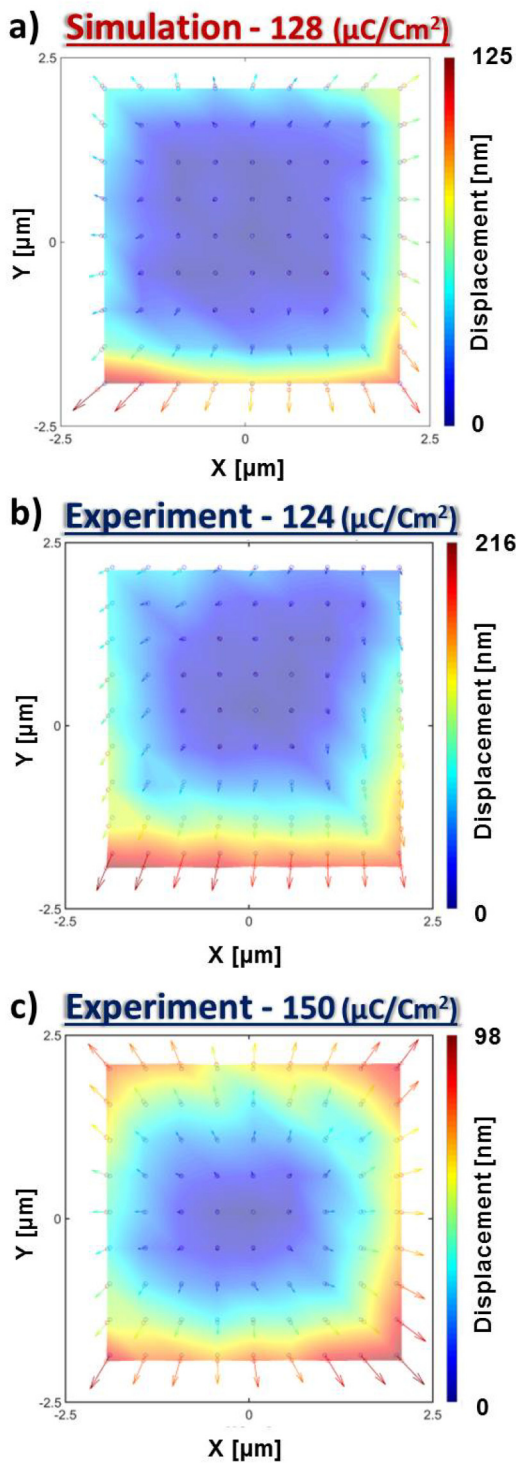 a) Simulation - 128 (µC/Cm²)
2.5
125
Y [µm]
0
Displacement [nm]
0
-2.5
-2.5
0
2.5
X [µm]
b) Experiment - 124 (µC/Cm²)
2.5
216
Y [µm]
0
Displacement [nm]
0
-2.5
-2.5
0
2.5
X [µm]
c) Experiment - 150 (µC/Cm²)
2.5
98
Y [µm]
0
Displacement [nm]
0
-2.5
-2.5
2.5
X [µm]